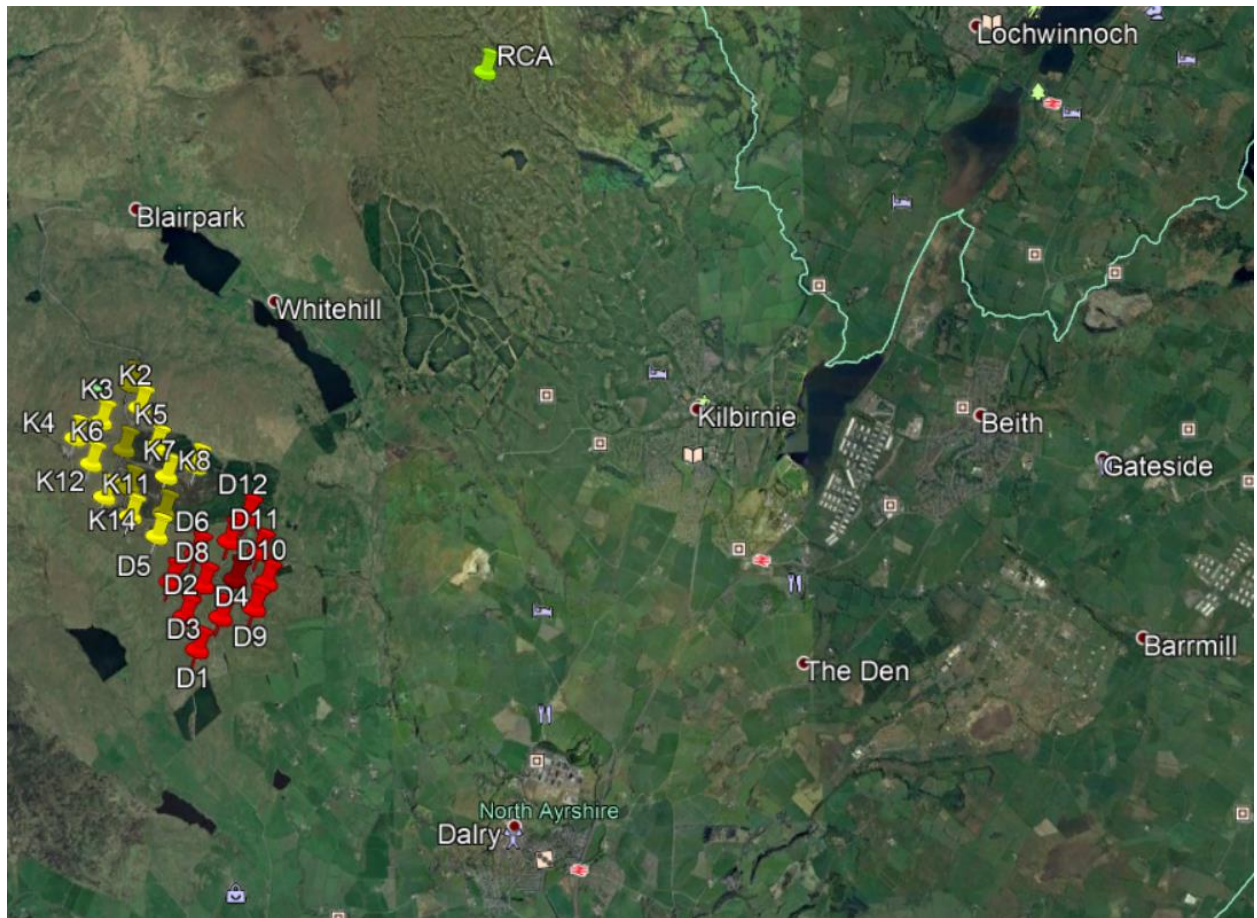 Lochwinnoch
RCA
Blairpark
Whitehill
K2
K3
K4
K5
K6
K7
K8
Kilbirnie
Beith
Gateside
K12
K11
D12
K14
D6
D11
D5
D8
D10
D2
D4
D3
D9
D1
Barrmill
The Den
North Ayrshire
Dalry